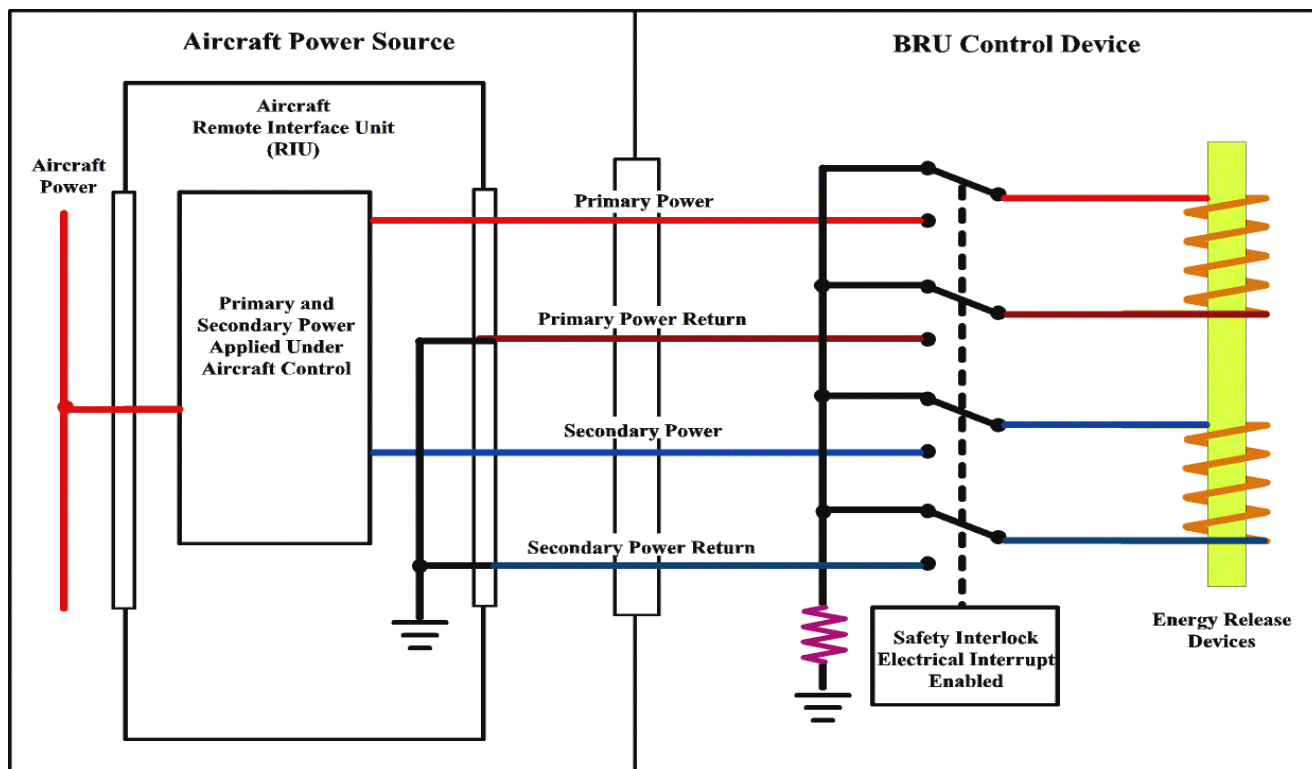 Aircraft Power Source
BRU Control Device
Aircraft
Remote Interface Unit
(RIU)
Aircraft
Power
Primary and
Secondary Power
Applied Under
Aircraft Control
Primary Power
Primary Power Return
Secondary Power
Secondary Power Return
Safety Interlock
Electrical Interrupt
Enabled
Energy Release
Devices